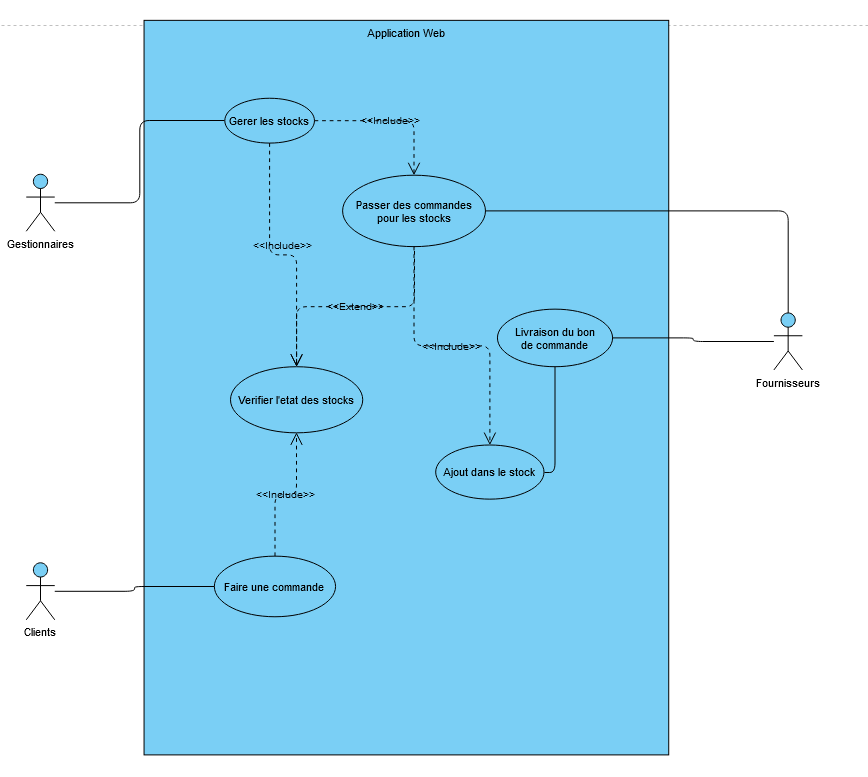 Application Web
Gerer les stocks
<<Include>>
Passer des commandes
pour les stocks
Gestionnaires
<<Include>>
<<Extend>>
Livraison du bon
de commande
<<Include>>
Fournisseurs
Verifier l'etat des stocks
Ajout dans le stock
<<Include>>
Faire une commande
Clients